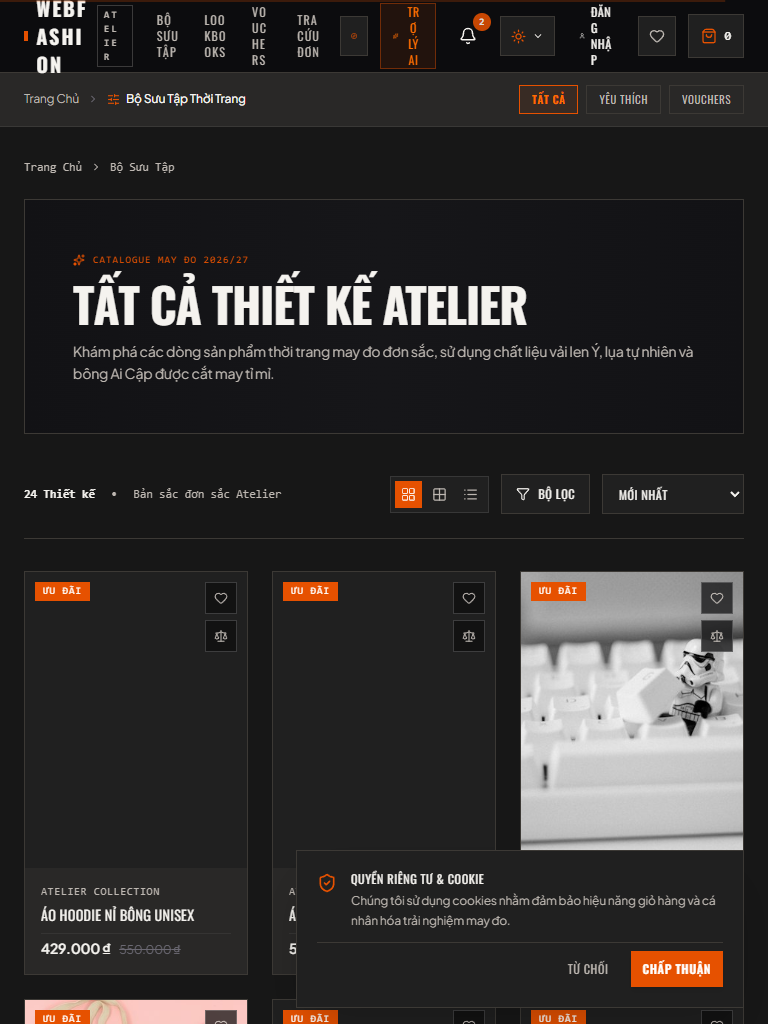 WEBF
ASHI
ON
AT
EL
IE
R
BỘ
SƯU
TẬP
LOO
KBO
OKS
VO
UC
HE
RS
TRA
CỨU
ĐƠN
TR
Ợ
LÝ
AI
2
ĐĂN
G
NHẬ
P
0
Trang Chủ
Bộ Sưu Tập Thời Trang
TẤT CẢ
YÊU THÍCH
VOUCHERS
Trang Chủ
Bộ Sưu Tập
CATALOGUE MAY ĐO 2026/27
TẤT CẢ THIẾT KẾ ATELIER
Khám phá các dòng sản phẩm thời trang may đo đơn sắc, sử dụng chất liệu vải len Ý, lụa tự nhiên và
bông Ai Cập được cắt may tỉ mỉ.
24 Thiết kế • Bản sắc đơn sắc Atelier
BỘ LỌC
MỚI NHẤT
ƯU ĐÃI
ƯU ĐÃI
ƯU ĐÃI
ATELIER COLLECTION
ÁO HOODIE NỈ BÔNG UNISEX
429.000 ₫ 550.000 ₫
A
Á
5
QUYỀN RIÊNG TƯ & COOKIE
Chúng tôi sử dụng cookies nhằm đảm bảo hiệu năng giỏ hàng và cá
nhân hóa trải nghiệm may đo.
TỪ CHỐI
CHẤP THUẬN
ƯU ĐÃI
ƯU ĐÃI
ƯU ĐÃI